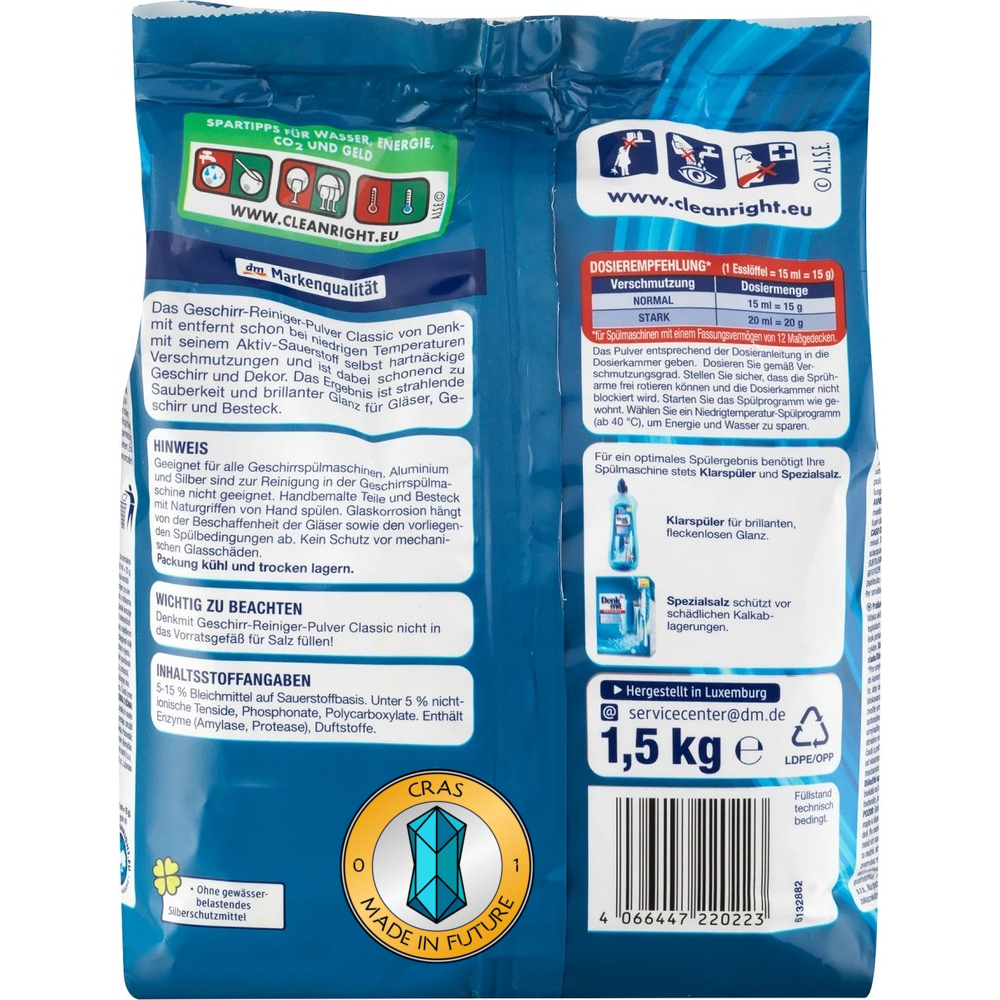 SPARTIPPS FÜR WASSER, ENERGIE,
CO2 UND GELD
WWW.CLEANRIGHT.EU
A.I.S.E.©
dm Markenqualität
Das Geschirr-Reiniger-Pulver Classic von Denk-
mit entfernt schon bei niedrigen Temperaturen
mit seinem Aktiv-Sauerstoff selbst hartnäckige
Verschmutzungen und ist dabei schonend zu
Geschirr und Dekor. Das Ergebnis ist strahlende
Sauberkeit und brillanter Glanz für Gläser, Ge-
schirr und Besteck.
HINWEIS
Geeignet für alle Geschirrspülmaschinen. Aluminium
und Silber sind zur Reinigung in der Geschirrspülma-
schine nicht geeignet. Handbemalte Teile und Besteck
mit Naturgriffen von Hand spülen. Glaskorrosion hängt
von der Beschaffenheit der Gläser sowie den vorliegen-
den Spülbedingungen ab. Kein Schutz vor mechani-
schen Glasschäden.
Packung kühl und trocken lagern.
WICHTIG ZU BEACHTEN
Denkmit Geschirr-Reiniger-Pulver Classic nicht in
das Vorratsgefäß für Salz füllen!
INHALTSSTOFFANGABEN
5-15 % Bleichmittel auf Sauerstoffbasis. Unter 5 % nicht-
ionische Tenside, Phosphonate, Polycarboxylate. Enthält
Enzyme (Amylase, Protease), Duftstoffe.
• Ohne gewässer-
belastendes
Silberschutzmittel
CRAS
0 1
MADE IN FUTURE
© A.I.S.E.
www.cleanright.eu
DOSIEREMPFEHLUNG* (1 Esslöffel = 15 ml = 15 g)
Verschmutzung Dosiermenge
NORMAL 15 ml = 15 g
STARK 20 ml = 20 g
*für Spülmaschinen mit einem Fassungsvermögen von 12 Maßgedecken.
Das Pulver entsprechend der Dosieranleitung in die
Dosierkammer geben. Dosieren Sie gemäß Ver-
schmutzungsgrad. Stellen Sie sicher, dass die Sprüh-
arme frei rotieren können und die Dosierkammer nicht
blockiert wird. Starten Sie das Spülprogramm wie ge-
wohnt. Wählen Sie ein Niedrigtemperatur-Spülprogramm
(ab 40 °C), um Energie und Wasser zu sparen.
Für ein optimales Spülergebnis benötigt Ihre
Spülmaschine stets Klarspüler und Spezialsalz.
Klarspüler für brillanten,
fleckenlosen Glanz.
Denk
mit
Spezialsalz schützt vor
schädlichen Kalkab-
lagerungen.
Hergestellt in Luxemburg
@ servicecenter@dm.de
1,5 kg ℮
LDPE/OPP
Füllstand
technisch
bedingt.
6132882
4 066447 220223